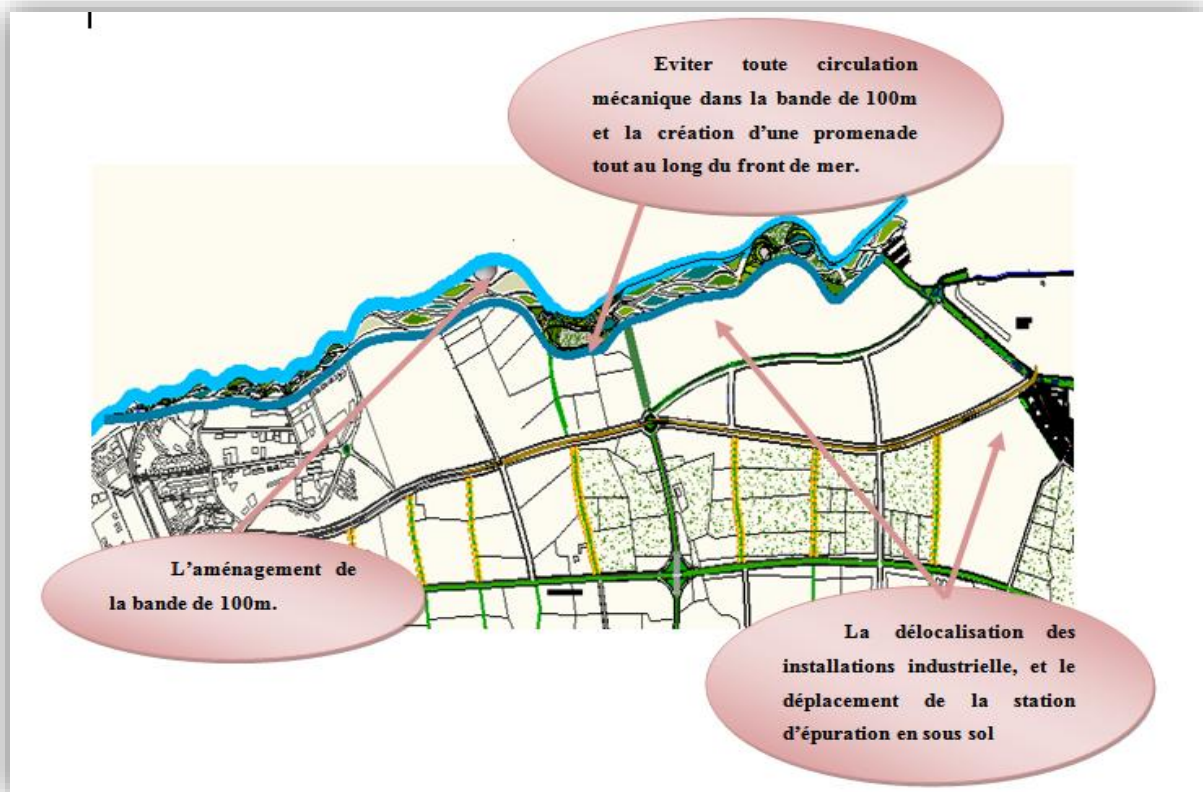 Eviter toute circulation
mécanique dans la bande de 100m
et la création d’une promenade
tout au long du front de mer.
L’aménagement de
la bande de 100m.
La délocalisation des
installations industrielle, et le
déplacement de la station
d’épuration en sous sol